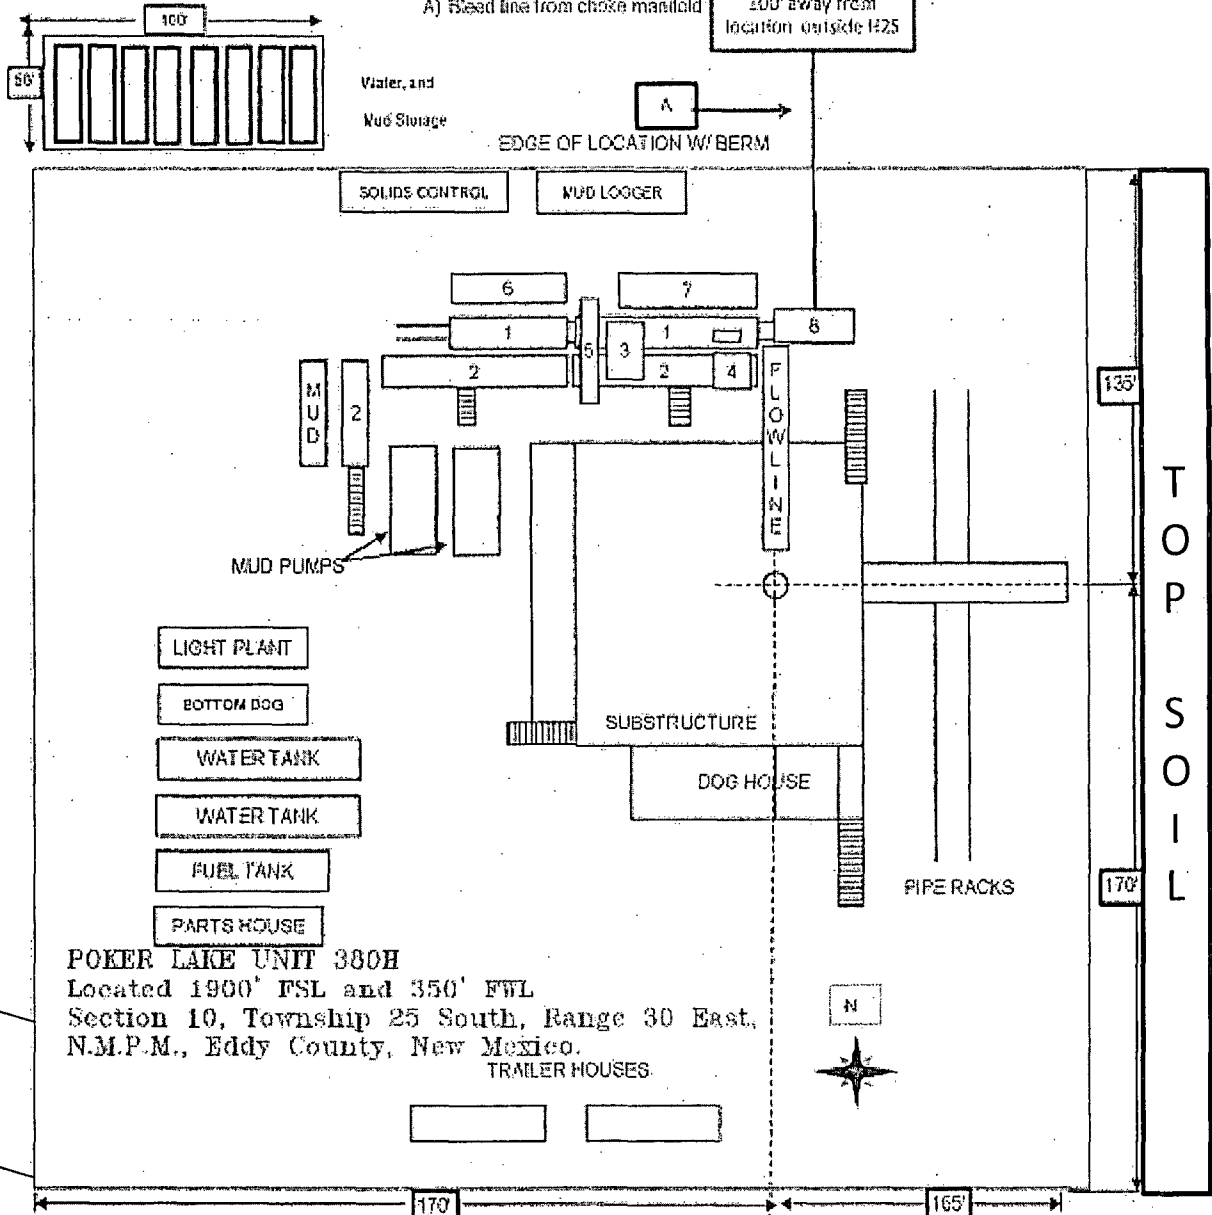 A) Bleed line from choke manifold
100' away from
location outside H2S
100'
50'
Water, and
Mud Storage
A
EDGE OF LOCATION W/ BERM
SOLIDS CONTROL
MUD LOGGER
6
7
1
5
3
1
8
2
2
4
MUD
2
FLOWLINE
135'
MUD PUMPS
TOP SOIL
LIGHT PLANT
BOTTOM DOG
SUBSTRUCTURE
WATER TANK
DOG HOUSE
WATER TANK
FUEL TANK
PIPE RACKS
170'
PARTS HOUSE
POKER LAKE UNIT 380H
Located 1900' FSL and 350' FWL
Section 10, Township 25 South, Range 30 East,
N.M.P.M., Eddy County, New Mexico.
N
TRAILER HOUSES
170'
165'